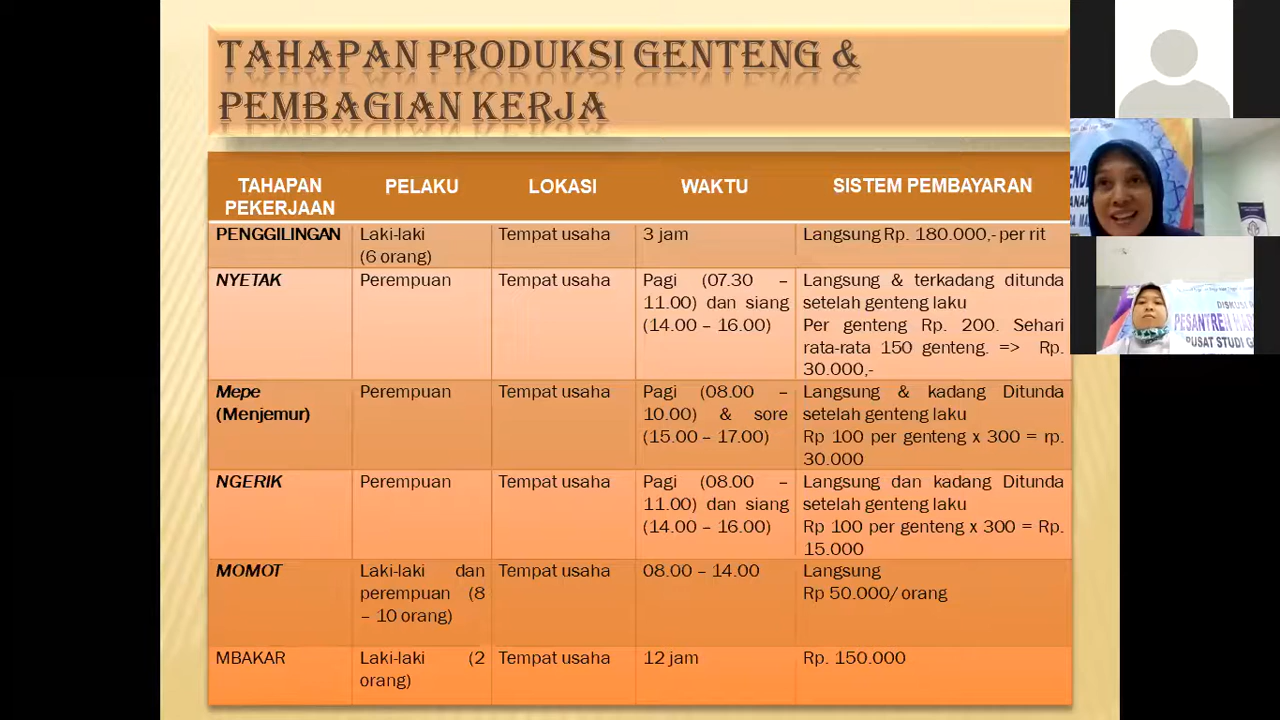 TAHAPAN PRODUKSI GENTENG &
PEMBAGIAN KERJA
TAHAPAN
PEKERJAAN
PELAKU
LOKASI
WAKTU
SISTEM PEMBAYARAN
PENGGILINGAN
Laki-laki
(6 orang)
Tempat usaha
3 jam
Langsung Rp. 180.000,- per rit
NYETAK
Perempuan
Tempat usaha
Pagi (07.30 –
11.00) dan siang
(14.00 – 16.00)
Langsung & terkadang ditunda
setelah genteng laku
Per genteng Rp. 200. Sehari
rata-rata 150 genteng. => Rp.
30.000,-
Mepe
(Menjemur)
Perempuan
Tempat usaha
Pagi (08.00 –
10.00) & sore
(15.00 – 17.00)
Langsung & kadang Ditunda
setelah genteng laku
Rp 100 per genteng x 300 = rp.
30.000
NGERIK
Perempuan
Tempat usaha
Pagi (08.00 –
11.00) dan siang
(14.00 – 16.00)
Langsung dan kadang Ditunda
setelah genteng laku
Rp 100 per genteng x 300 = Rp.
15.000
MOMOT
Laki-laki dan
perempuan (8
– 10 orang)
Tempat usaha
08.00 – 14.00
Langsung
Rp 50.000/ orang
MBAKAR
Laki-laki (2
orang)
Tempat usaha
12 jam
Rp. 150.000
DISKUSI
PESANTREN
PUSAT STUDI